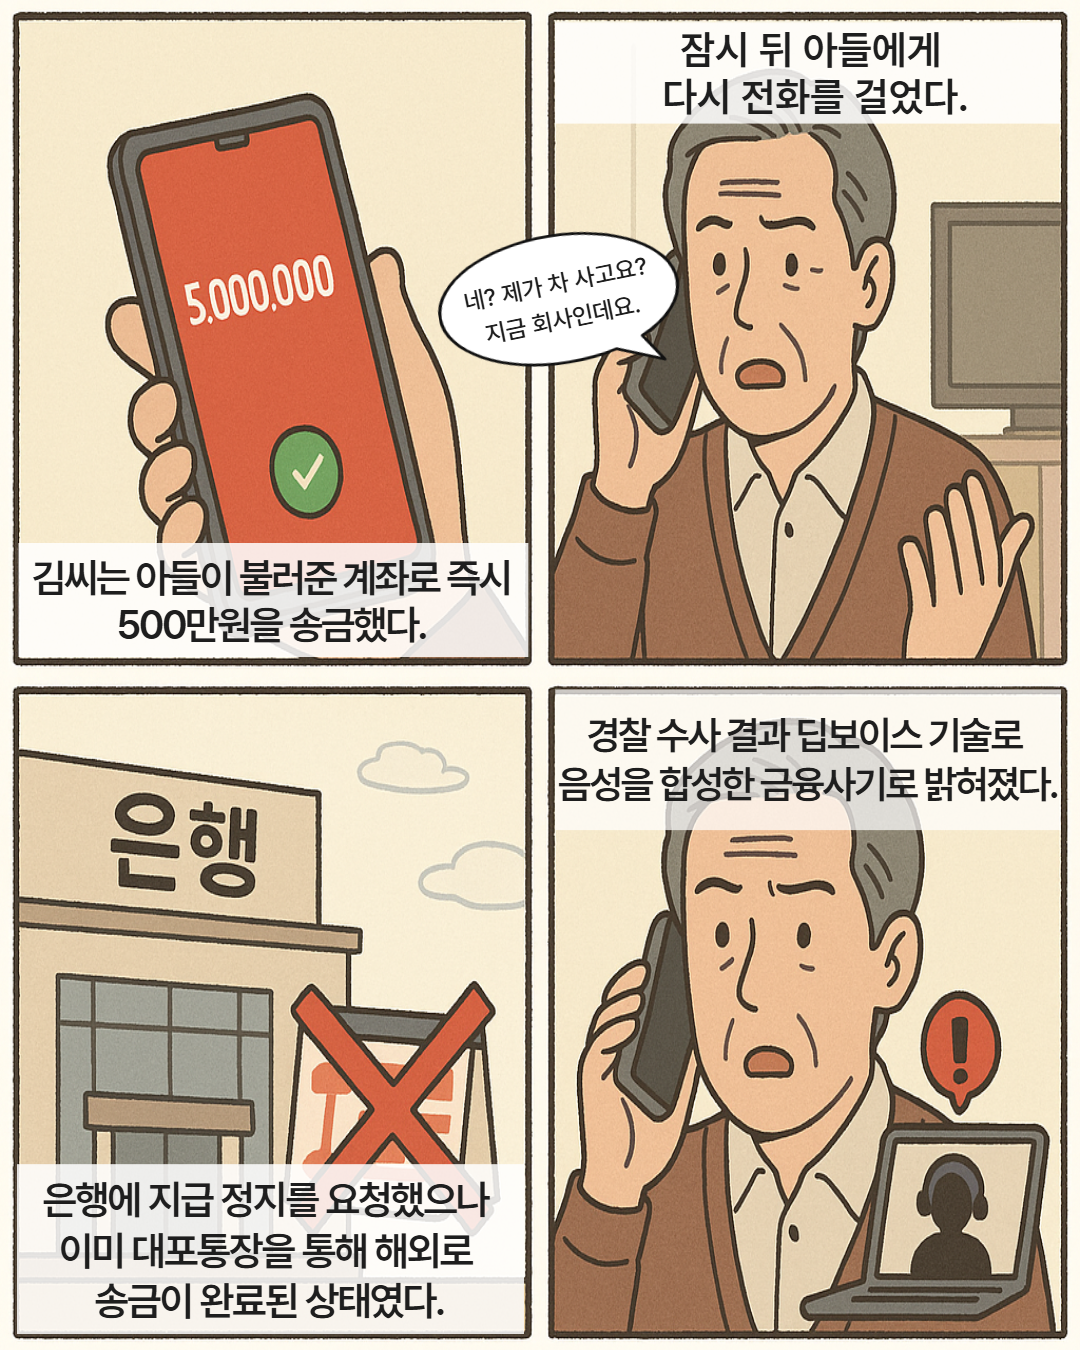 5,000,000
김씨는 아들이 불러준 계좌로 즉시
500만원을 송금했다.
잠시 뒤 아들에게
다시 전화를 걸었다.
네? 제가 차 사고요?
지금 회사인데요.
은행
은행에 지급 정지를 요청했으나
이미 대포통장을 통해 해외로
송금이 완료된 상태였다.
경찰 수사 결과 딥보이스 기술로
음성을 합성한 금융사기로 밝혀졌다.
!